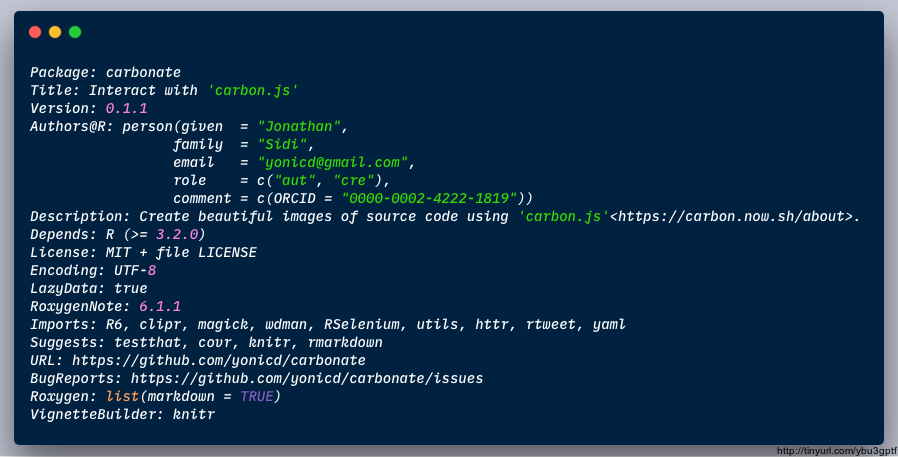 Package: carbonate
Title: Interact with 'carbon.js'
Version: 0.1.1
Authors@R: person(given  = "Jonathan",
                 family  = "Sidi",
                 email   = "yonicd@gmail.com",
                 role    = c("aut", "cre"),
                 comment = c(ORCID = "0000-0002-4222-1819"))
Description: Create beautiful images of source code using 'carbon.js'<https://carbon.now.sh/about>.
Depends: R (>= 3.2.0)
License: MIT + file LICENSE
Encoding: UTF-8
LazyData: true
RoxygenNote: 6.1.1
Imports: R6, clipr, magick, wdman, RSelenium, utils, httr, rtweet, yaml
Suggests: testthat, covr, knitr, rmarkdown
URL: https://github.com/yonicd/carbonate
BugReports: https://github.com/yonicd/carbonate/issues
Roxygen: list(markdown = TRUE)
VignetteBuilder: knitr
http://tinyurl.com/ybu3gptf